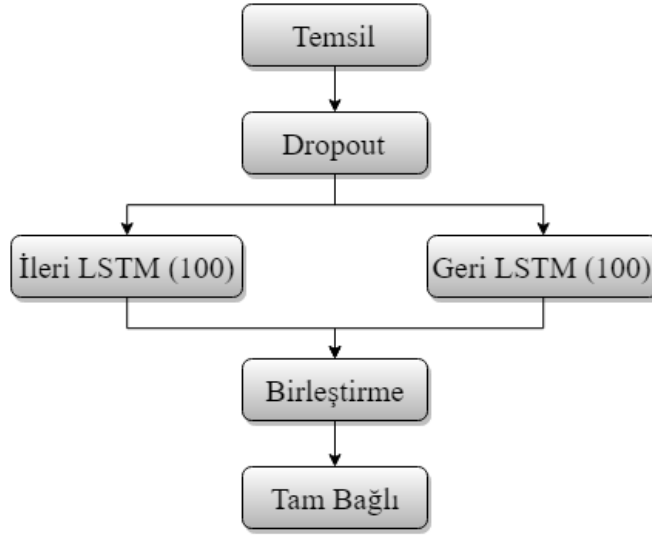 Temsil
Dropout
İleri LSTM (100)
Geri LSTM (100)
Birleştirme
Tam Bağlı